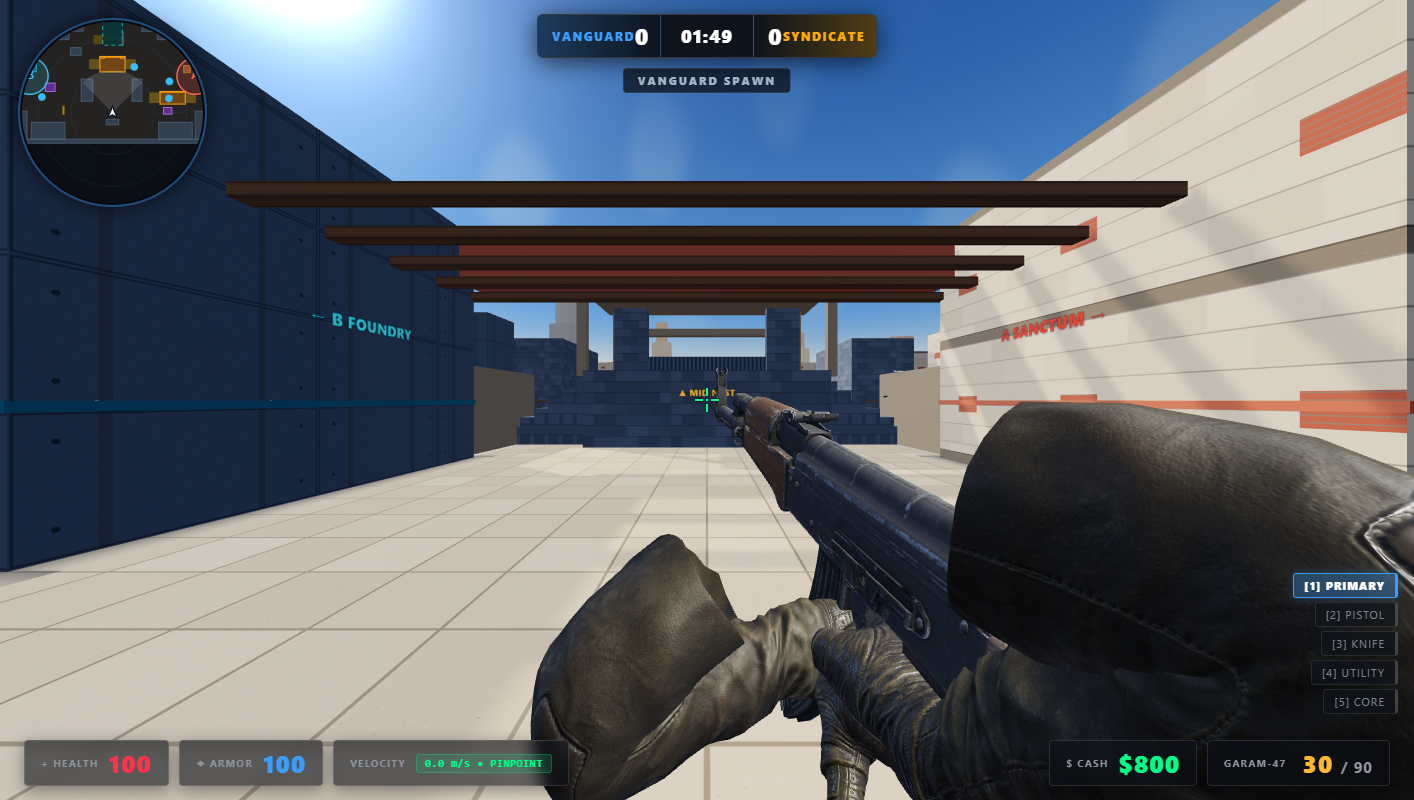 VANGUARD 0 01:49 0 SYNDICATE
VANGUARD SPAWN
← B FOUNDRY
A SANCTUM →
[1] PRIMARY
[2] PISTOL
[3] KNIFE
[4] UTILITY
[5] CORE
+ HEALTH 100
◆ ARMOR 100
VELOCITY 0.0 m/s • PINPOINT
$ CASH $800
GARAM-47 30 / 90